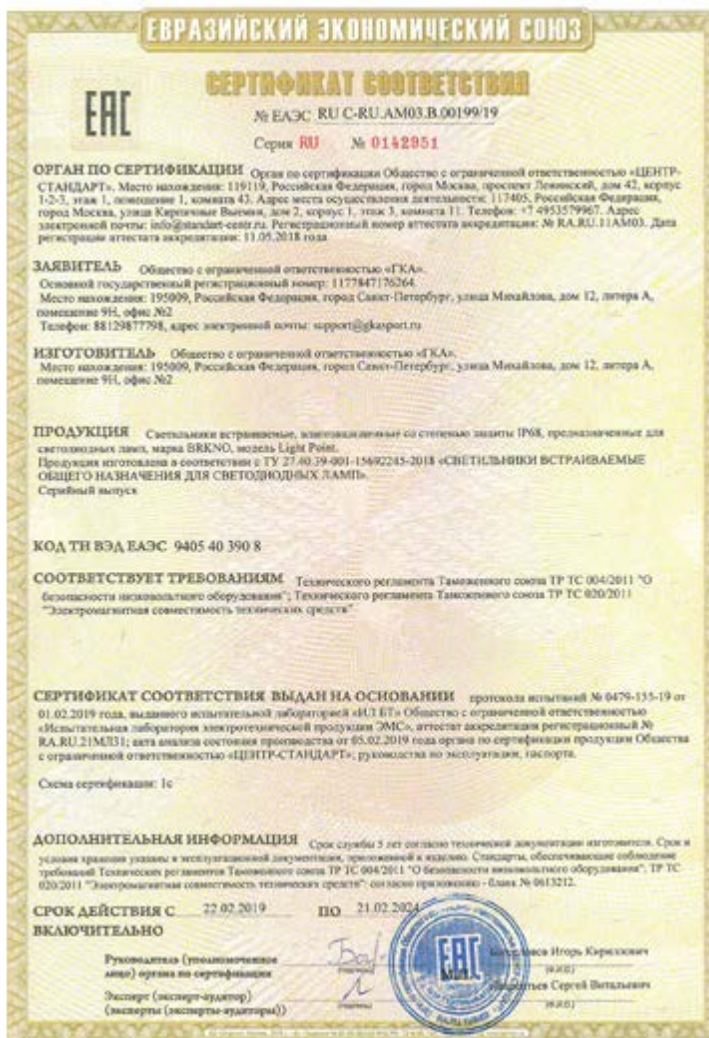 ЕВРАЗИЙСКИЙ ЭКОНОМИЧЕСКИЙ СОЮЗ
СЕРТИФИКАТ СООТВЕТСТВИЯ
EAC
№ ЕАЭС RU С-RU.АМ03.В.00199/19
Серия RU № 0142951
ОРГАН ПО СЕРТИФИКАЦИИ Орган по сертификации Общество с ограниченной ответственностью «ЦЕНТР-
СТАНДАРТ». Место нахождения: 119119, Российская Федерация, город Москва, проспект Ленинский, дом 42, корпус
1-2-3, этаж 1, помещение 1, комната 43. Адрес места осуществления деятельности: 117405, Российская Федерация,
город Москва, улица Кирпичные Выемки, дом 2, корпус 1, этаж 3, комната 11. Телефон: +7 4953579967. Адрес
электронной почты: info@standart-centr.ru. Регистрационный номер аттестата аккредитации: № RA.RU.11АМ03. Дата
регистрации аттестата аккредитации: 11.05.2018 года
ЗАЯВИТЕЛЬ Общество с ограниченной ответственностью «ГКА».
Основной государственный регистрационный номер: 1177847176264.
Место нахождения: 195009, Российская Федерация, город Санкт-Петербург, улица Михайлова, дом 12, литера А,
помещение 9Н, офис №2
Телефон: 88129877798, адрес электронной почты: support@gkasport.ru
ИЗГОТОВИТЕЛЬ Общество с ограниченной ответственностью «ГКА».
Место нахождения: 195009, Российская Федерация, город Санкт-Петербург, улица Михайлова, дом 12, литера А,
помещение 9Н, офис №2
ПРОДУКЦИЯ Светильники встраиваемые, влагозащищенные со степенью защиты IP68, предназначенные для
светодиодных ламп, марка BRKNO, модель Light Point.
Продукция изготовлена в соответствии с ТУ 27.40.39-001-15692245-2018 «СВЕТИЛЬНИКИ ВСТРАИВАЕМЫЕ
ОБЩЕГО НАЗНАЧЕНИЯ ДЛЯ СВЕТОДИОДНЫХ ЛАМП».
Серийный выпуск
КОД ТН ВЭД ЕАЭС 9405 40 390 8
СООТВЕТСТВУЕТ ТРЕБОВАНИЯМ Технического регламента Таможенного союза ТР ТС 004/2011 "О
безопасности низковольтного оборудования"; Технического регламента Таможенного союза ТР ТС 020/2011
"Электромагнитная совместимость технических средств"
СЕРТИФИКАТ СООТВЕТСТВИЯ ВЫДАН НА ОСНОВАНИИ протокола испытаний № 0479-135-19 от
01.02.2019 года, выданного испытательной лабораторией «ИЛ БТ» Общество с ограниченной ответственностью
«Испытательная лаборатория электротехнической продукции ЭМС», аттестат аккредитации регистрационный №
RA.RU.21МЛ31; акта анализа состояния производства от 05.02.2019 года органа по сертификации продукции Общества
с ограниченной ответственностью «ЦЕНТР-СТАНДАРТ»; руководства по эксплуатации, паспорта.
Схема сертификации: 1с
ДОПОЛНИТЕЛЬНАЯ ИНФОРМАЦИЯ Срок службы 5 лет согласно технической документации изготовителя. Срок и
условия хранения указаны в эксплуатационной документации, приложенной к изделию. Стандарты, обеспечивающие соблюдение
требований Технических регламентов Таможенного союза ТР ТС 004/2011 "О безопасности низковольтного оборудования", ТР ТС
020/2011 "Электромагнитная совместимость технических средств": согласно приложению - бланк № 0613212.
СРОК ДЕЙСТВИЯ С 22.02.2019 ПО 21.02.2024
ВКЛЮЧИТЕЛЬНО
Руководитель (уполномоченное
лицо) органа по сертификации
(подпись)
Игорь Кириллович
(Ф.И.О.)
Эксперт (эксперт-аудитор)
(эксперты (эксперты-аудиторы))
(подпись)
Сергей Витальевич
(Ф.И.О.)
EAC